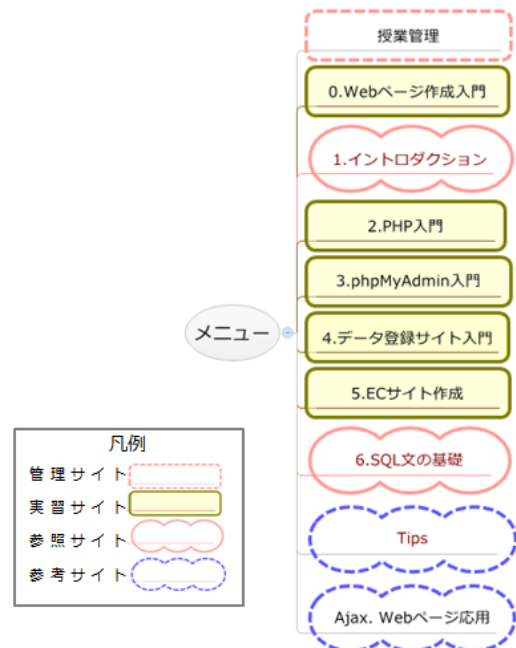 授業管理
0.Webページ作成入門
1.イントロダクション
2.PHP入門
3.phpMyAdmin入門
メニュー
4.データ登録サイト入門
5.ECサイト作成
6.SQL文の基礎
Tips
Ajax. Webページ応用
凡例
管理サイト
実習サイト
参照サイト
参考サイト